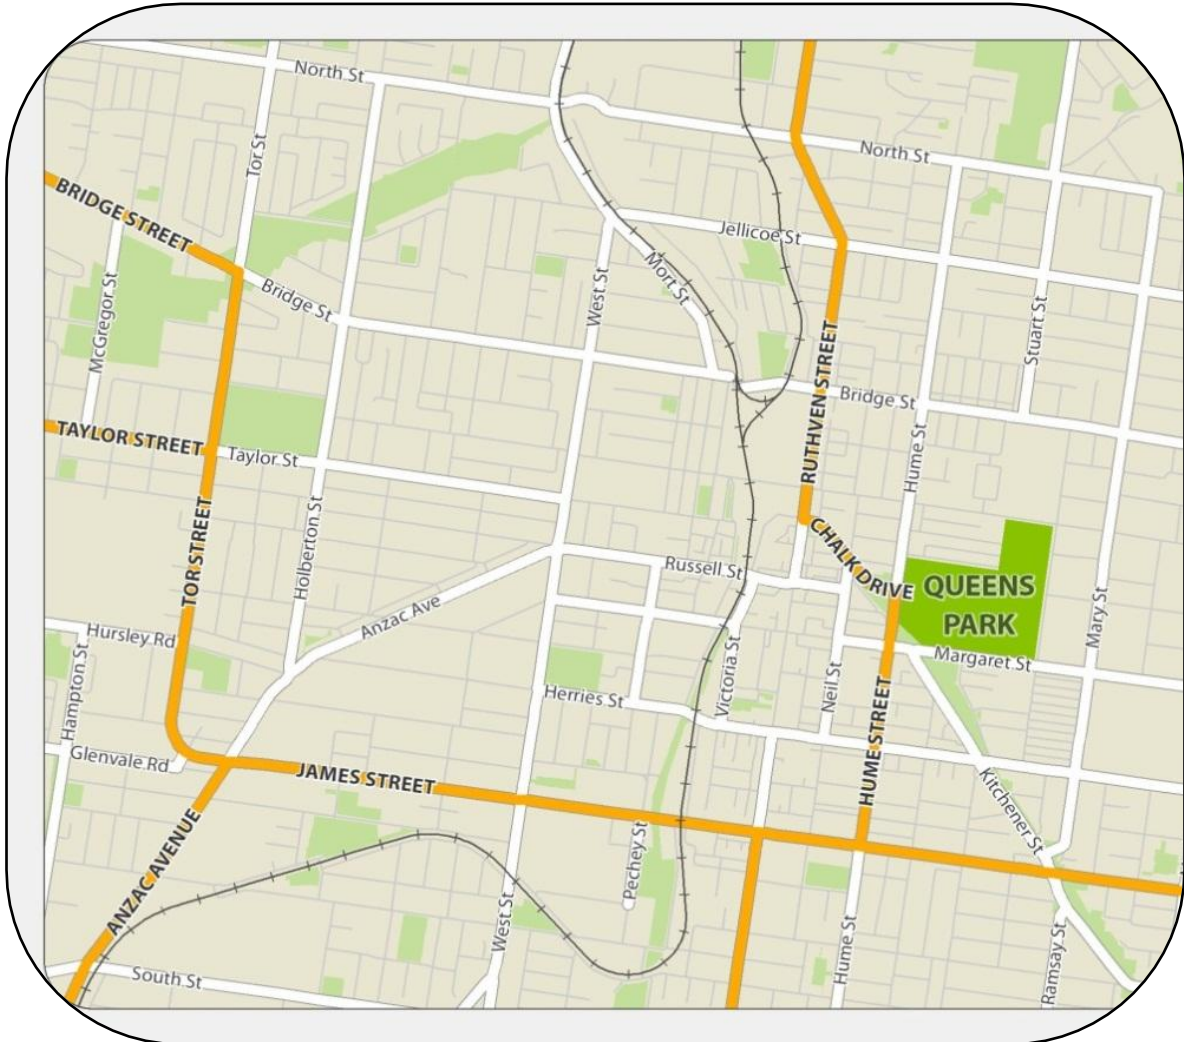 North St
Tor St
North St
BRIDGE STREET
Jellicoe St
Mort St
McGregor St
Bridge St
West St
Stuart St
RUTHVEN STREET
Bridge St
TAYLOR STREET
Taylor St
Hume St
Holberton St
TOR STREET
CHALK DRIVE
Russell St
QUEENS
PARK
Anzac Ave
Mary St
Hursley Rd
Margaret St
Hampton St
Victoria St
Neil St
Herries St
HUME STREET
Glenvale Rd
JAMES STREET
Kitchener St
ANZAC AVENUE
Pechey St
West St
Hume St
Ramsay St
South St